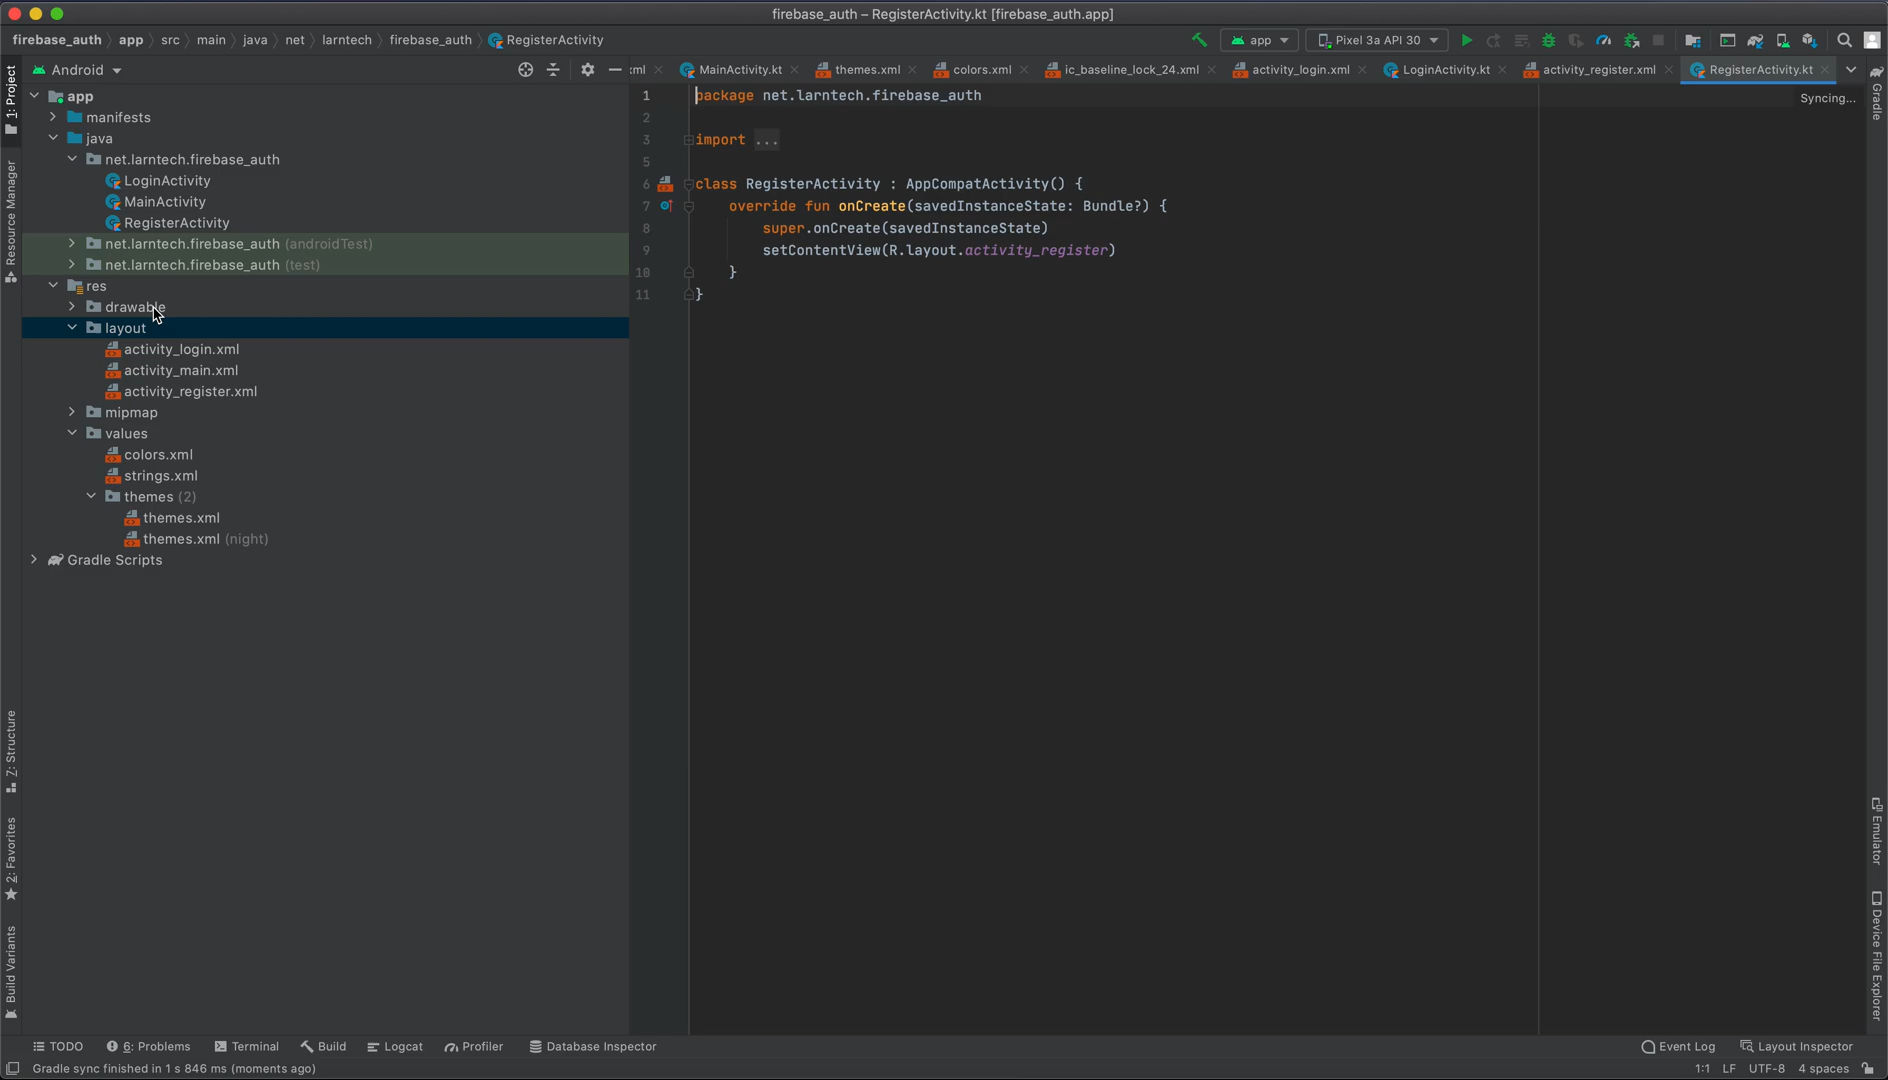 firebase_auth – RegisterActivity.kt [firebase_auth.app]
firebase_auth app src main java net larntech firebase_auth RegisterActivity
app
Pixel 3a API 30
Android
.xml
MainActivity.kt
themes.xml
colors.xml
ic_baseline_lock_24.xml
activity_login.xml
LoginActivity.kt
activity_register.xml
RegisterActivity.kt
1: Project
Resource Manager
Z: Structure
2: Favorites
Build Variants
app
manifests
java
net.larntech.firebase_auth
LoginActivity
MainActivity
RegisterActivity
net.larntech.firebase_auth (androidTest)
net.larntech.firebase_auth (test)
res
drawable
layout
activity_login.xml
activity_main.xml
activity_register.xml
mipmap
values
colors.xml
strings.xml
themes (2)
themes.xml
themes.xml (night)
Gradle Scripts
1 package net.larntech.firebase_auth
2
3 import ...
5
6 class RegisterActivity : AppCompatActivity() {
7 override fun onCreate(savedInstanceState: Bundle?) {
8 super.onCreate(savedInstanceState)
9 setContentView(R.layout.activity_register)
10 }
11 }
Syncing...
Gradle
Emulator
Device File Explorer
TODO
6: Problems
Terminal
Build
Logcat
Profiler
Database Inspector
Event Log
Layout Inspector
Gradle sync finished in 1 s 846 ms (moments ago)
1:1 LF UTF-8 4 spaces